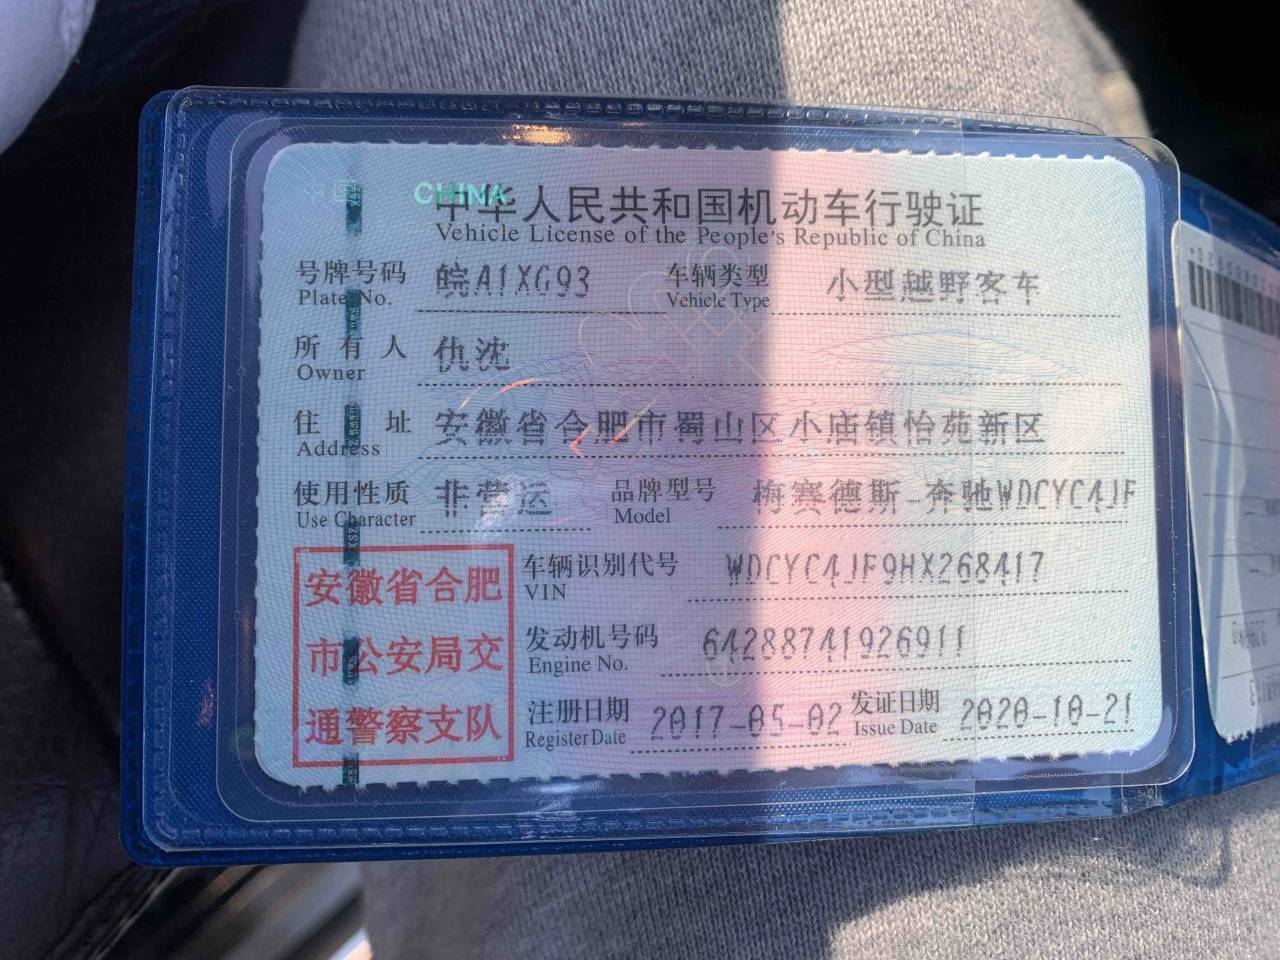 中国 CHINA
中华人民共和国机动车行驶证
Vehicle License of the People's Republic of China
号牌号码 皖A1XG93 车辆类型 小型越野客车
Plate No. Vehicle Type
所有人 仇沈
Owner
住址 安徽省合肥市蜀山区小庙镇怡苑新区
Address
使用性质 非营运 品牌型号 梅赛德斯-奔驰WDCYC4JF
Use Character Model
安徽省合肥
市公安局交
通警察支队
车辆识别代号 WDCYC4JF9HX268417
VIN
发动机号码 64288741926911
Engine No.
注册日期 2017-05-02 发证日期 2020-10-21
Register Date Issue Date